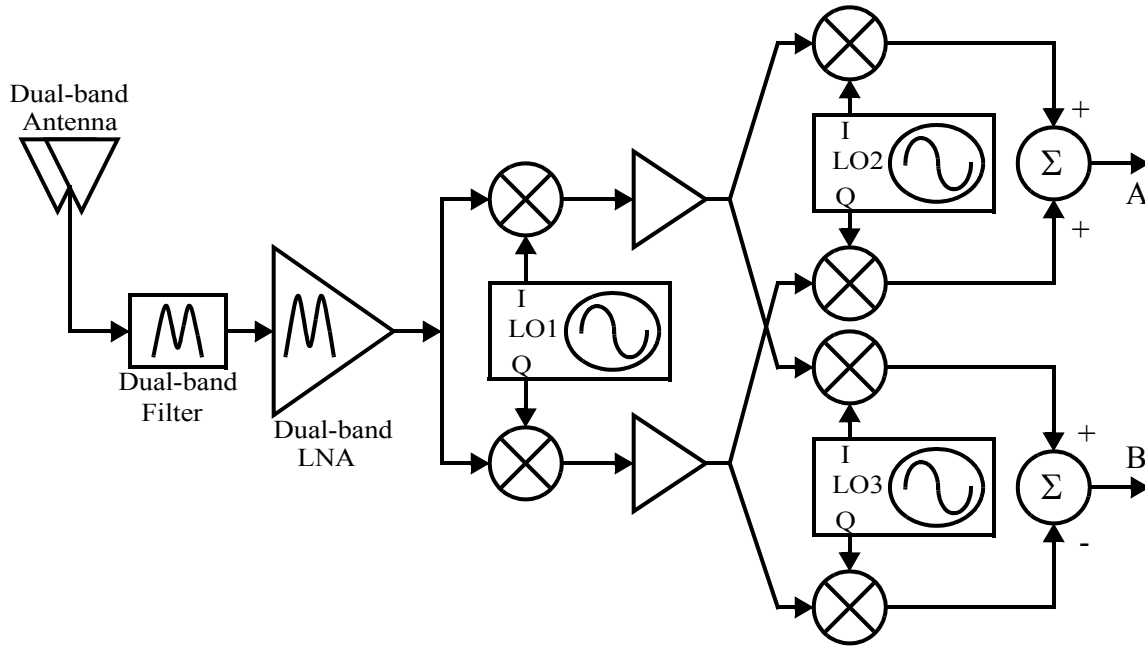 Dual-band
Antenna
Dual-band
Filter
Dual-band
LNA
I
LO1
Q
I
LO2
Q
+
Σ
+
A
I
LO3
Q
+
Σ
-
B